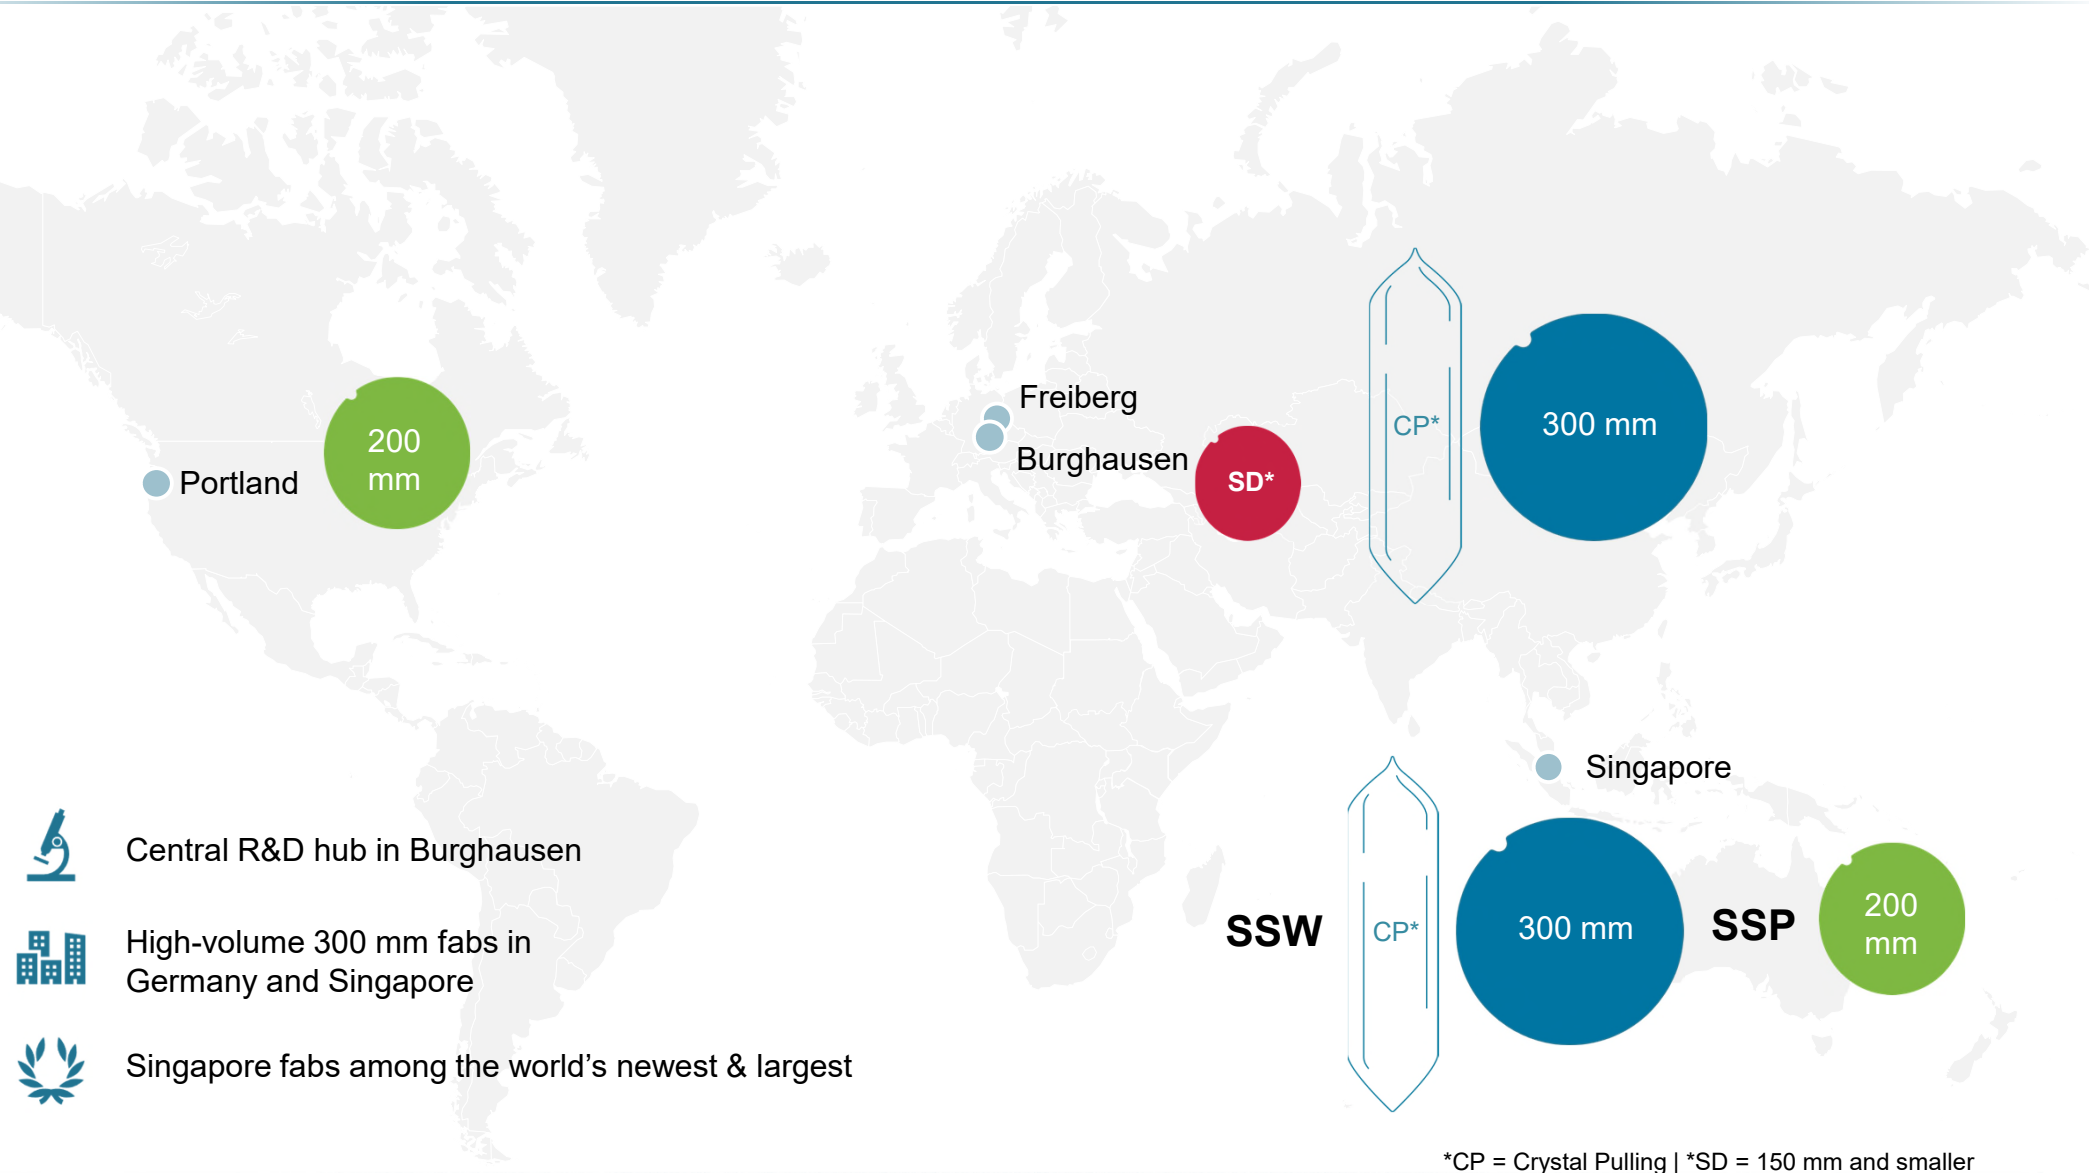 Freiberg
Burghausen
SD*
CP*
300 mm
Portland
200
mm
Singapore
SSW
CP*
300 mm
SSP
200
mm
Central R&D hub in Burghausen
High-volume 300 mm fabs in
Germany and Singapore
Singapore fabs among the world’s newest & largest
*CP = Crystal Pulling | *SD = 150 mm and smaller